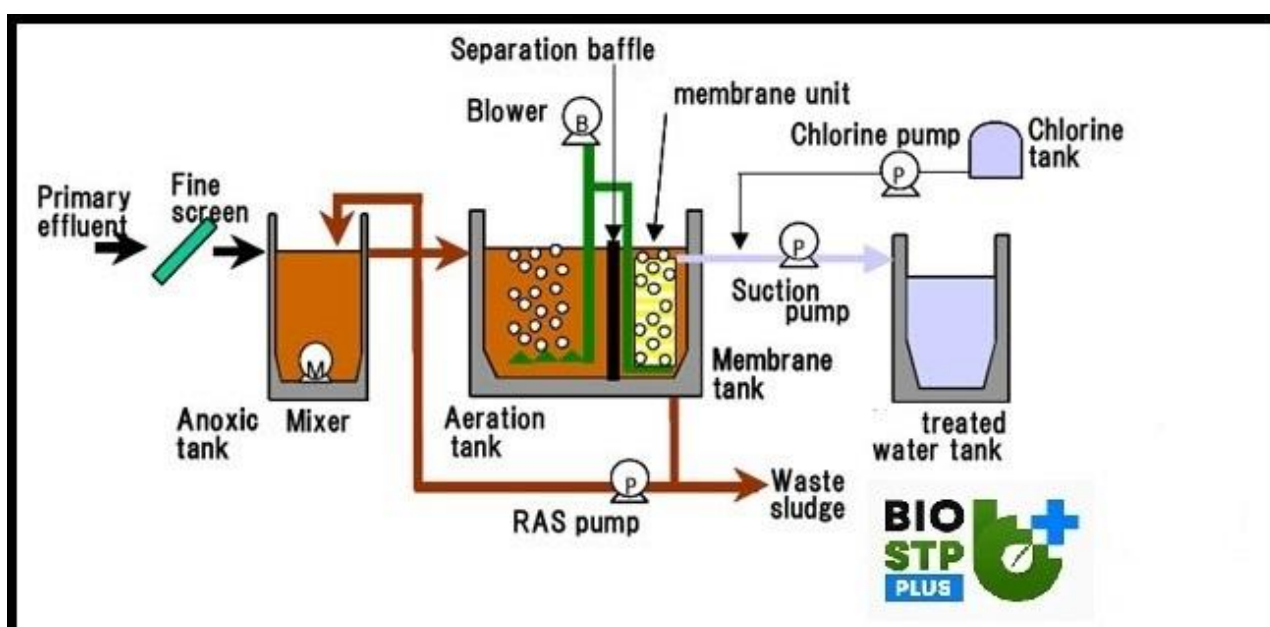 Separation baffle
Blower
B
membrane unit
Chlorine pump
P
Chlorine
tank
Primary
effluent
Fine
screen
P
Suction
pump
M
Anoxic
tank
Mixer
Aeration
tank
Membrane
tank
treated
water tank
P
RAS pump
Waste
sludge
BIO
STP
PLUS